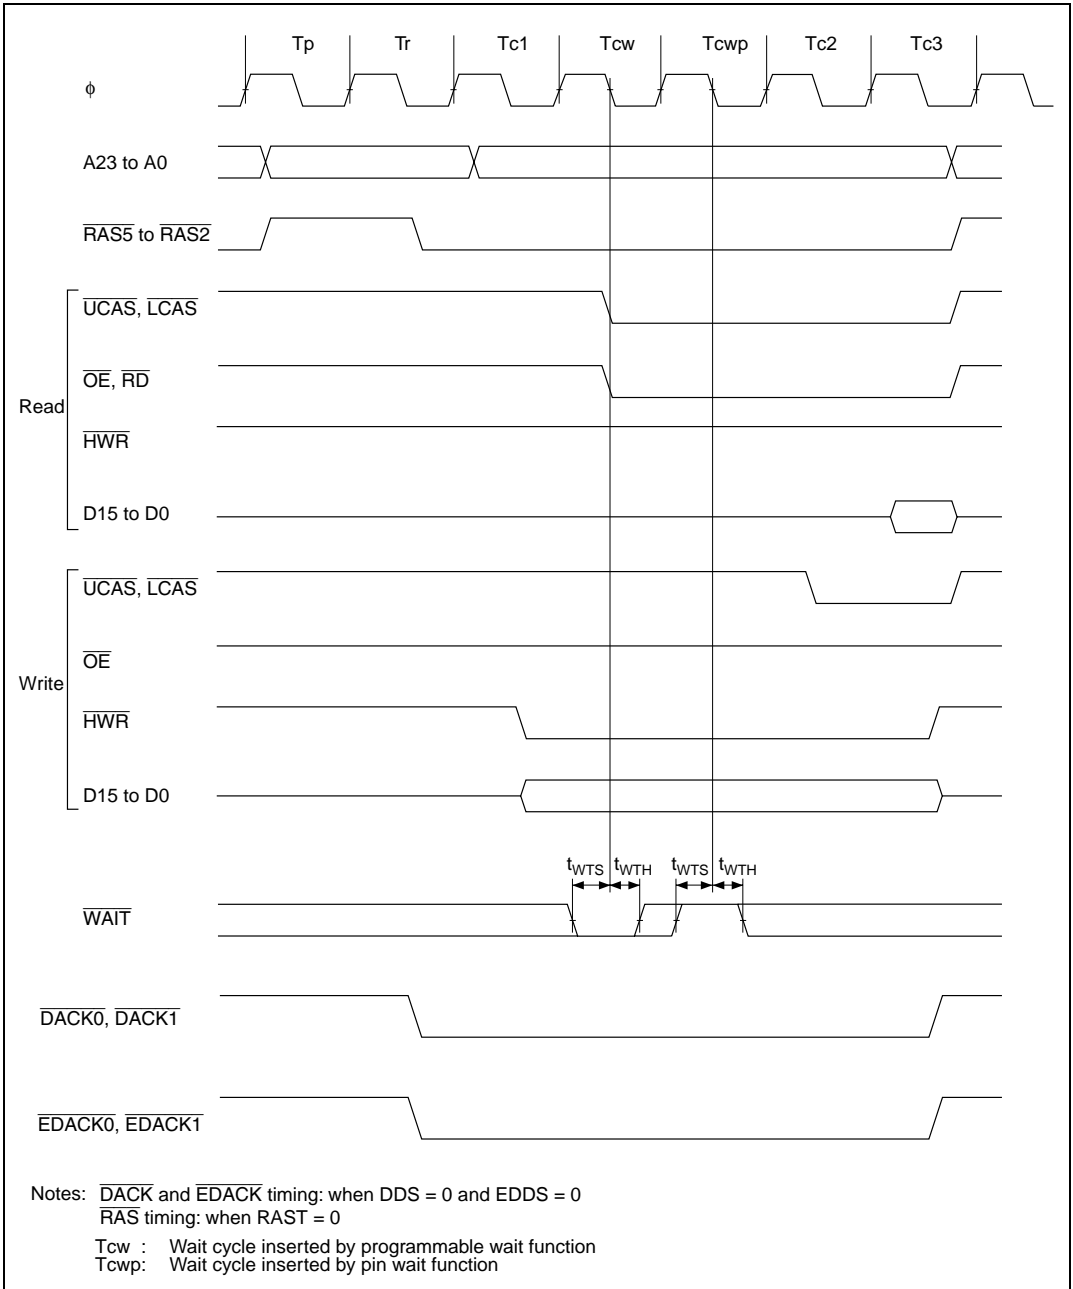 Tp Tr Tc1 Tcw Tcwp Tc2 Tc3
ϕ
A23 to A0
RAS5 to RAS2
Read
UCAS, LCAS
OE, RD
HWR
D15 to D0
Write
UCAS, LCAS
OE
HWR
D15 to D0
tWTS tWTH tWTS tWTH
WAIT
DACK0, DACK1
EDACK0, EDACK1
Notes: DACK and EDACK timing: when DDS = 0 and EDDS = 0
RAS timing: when RAST = 0
Tcw : Wait cycle inserted by programmable wait function
Tcwp: Wait cycle inserted by pin wait function